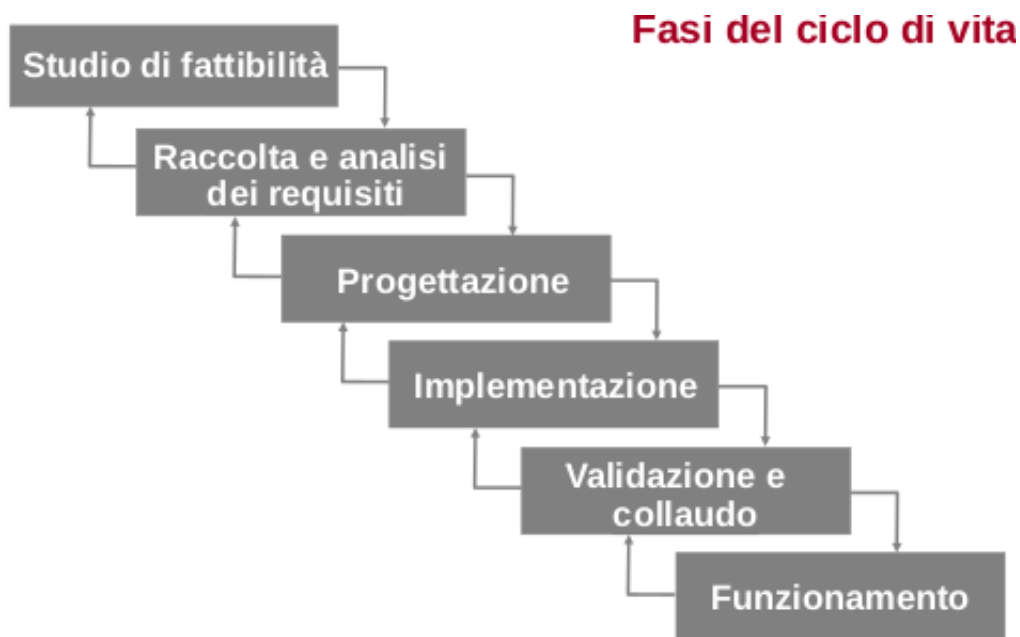 Fasi del ciclo di vita
Studio di fattibilità
Raccolta e analisi
dei requisiti
Progettazione
Implementazione
Validazione e
collaudo
Funzionamento